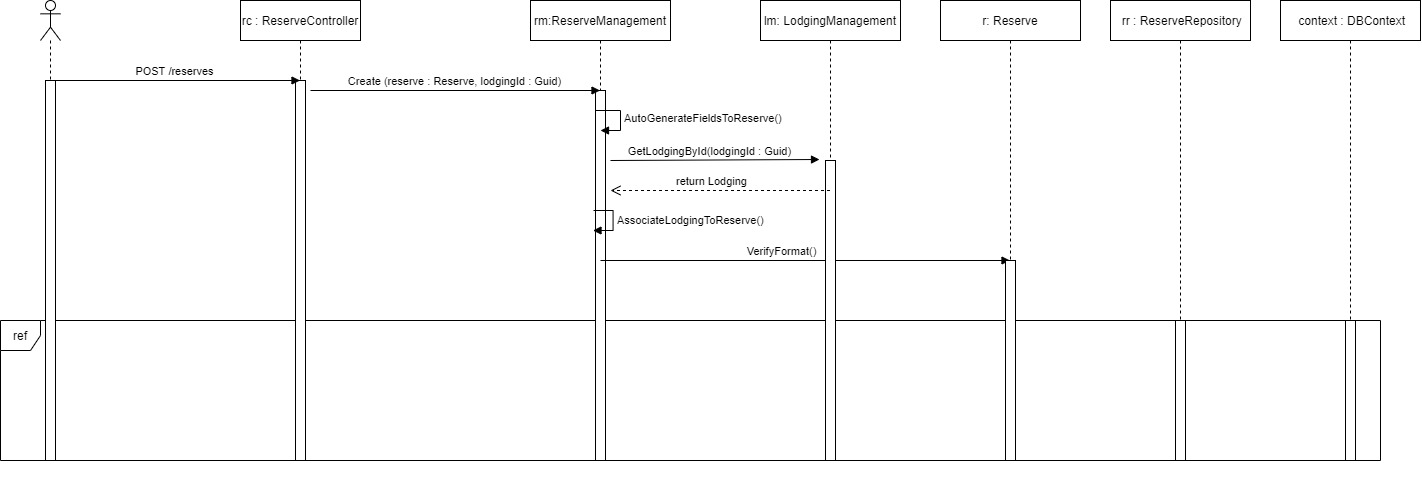 rc : ReserveController
rm:ReserveManagement
lm: LodgingManagement
r: Reserve
rr : ReserveRepository
context : DBContext
POST /reserves
Create (reserve : Reserve, lodgingId : Guid)
AutoGenerateFieldsToReserve()
GetLodgingById(lodgingId : Guid)
return Lodging
AssociateLodgingToReserve()
VerifyFormat()
ref